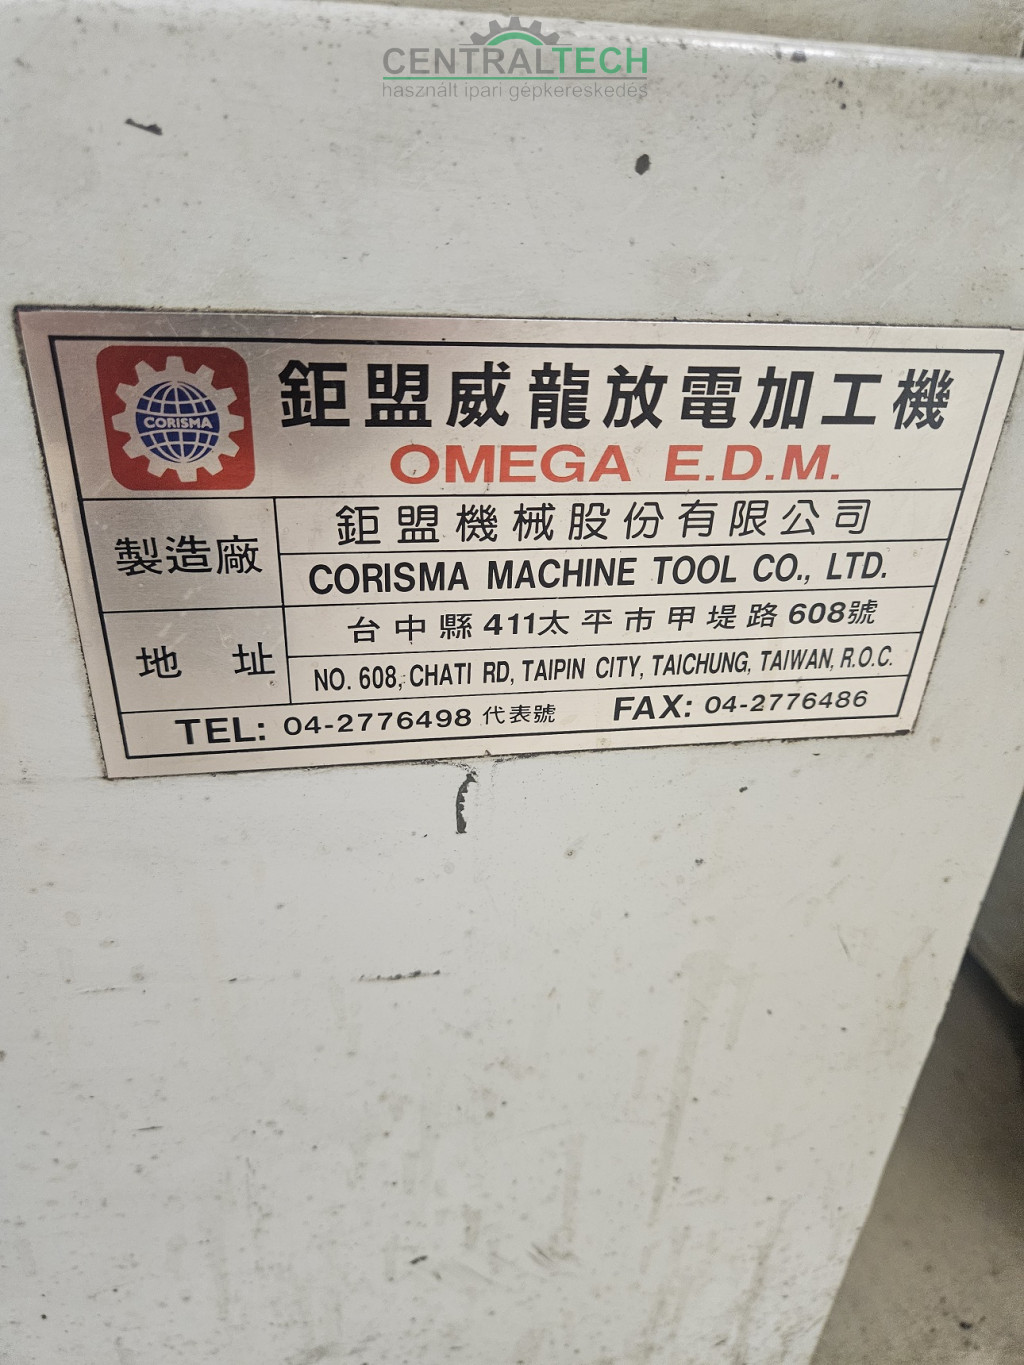 CENTRALTECH
használt ipari gépkereskedés
CORISMA
鉅盟威龍放電加工機
OMEGA E.D.M.
製造廠
鉅盟機械股份有限公司
CORISMA MACHINE TOOL CO., LTD.
地址
台中縣411太平市甲堤路608號
NO. 608, CHATI RD, TAIPIN CITY, TAICHUNG, TAIWAN, R.O.C.
TEL: 04-2776498 代表號 FAX: 04-2776486